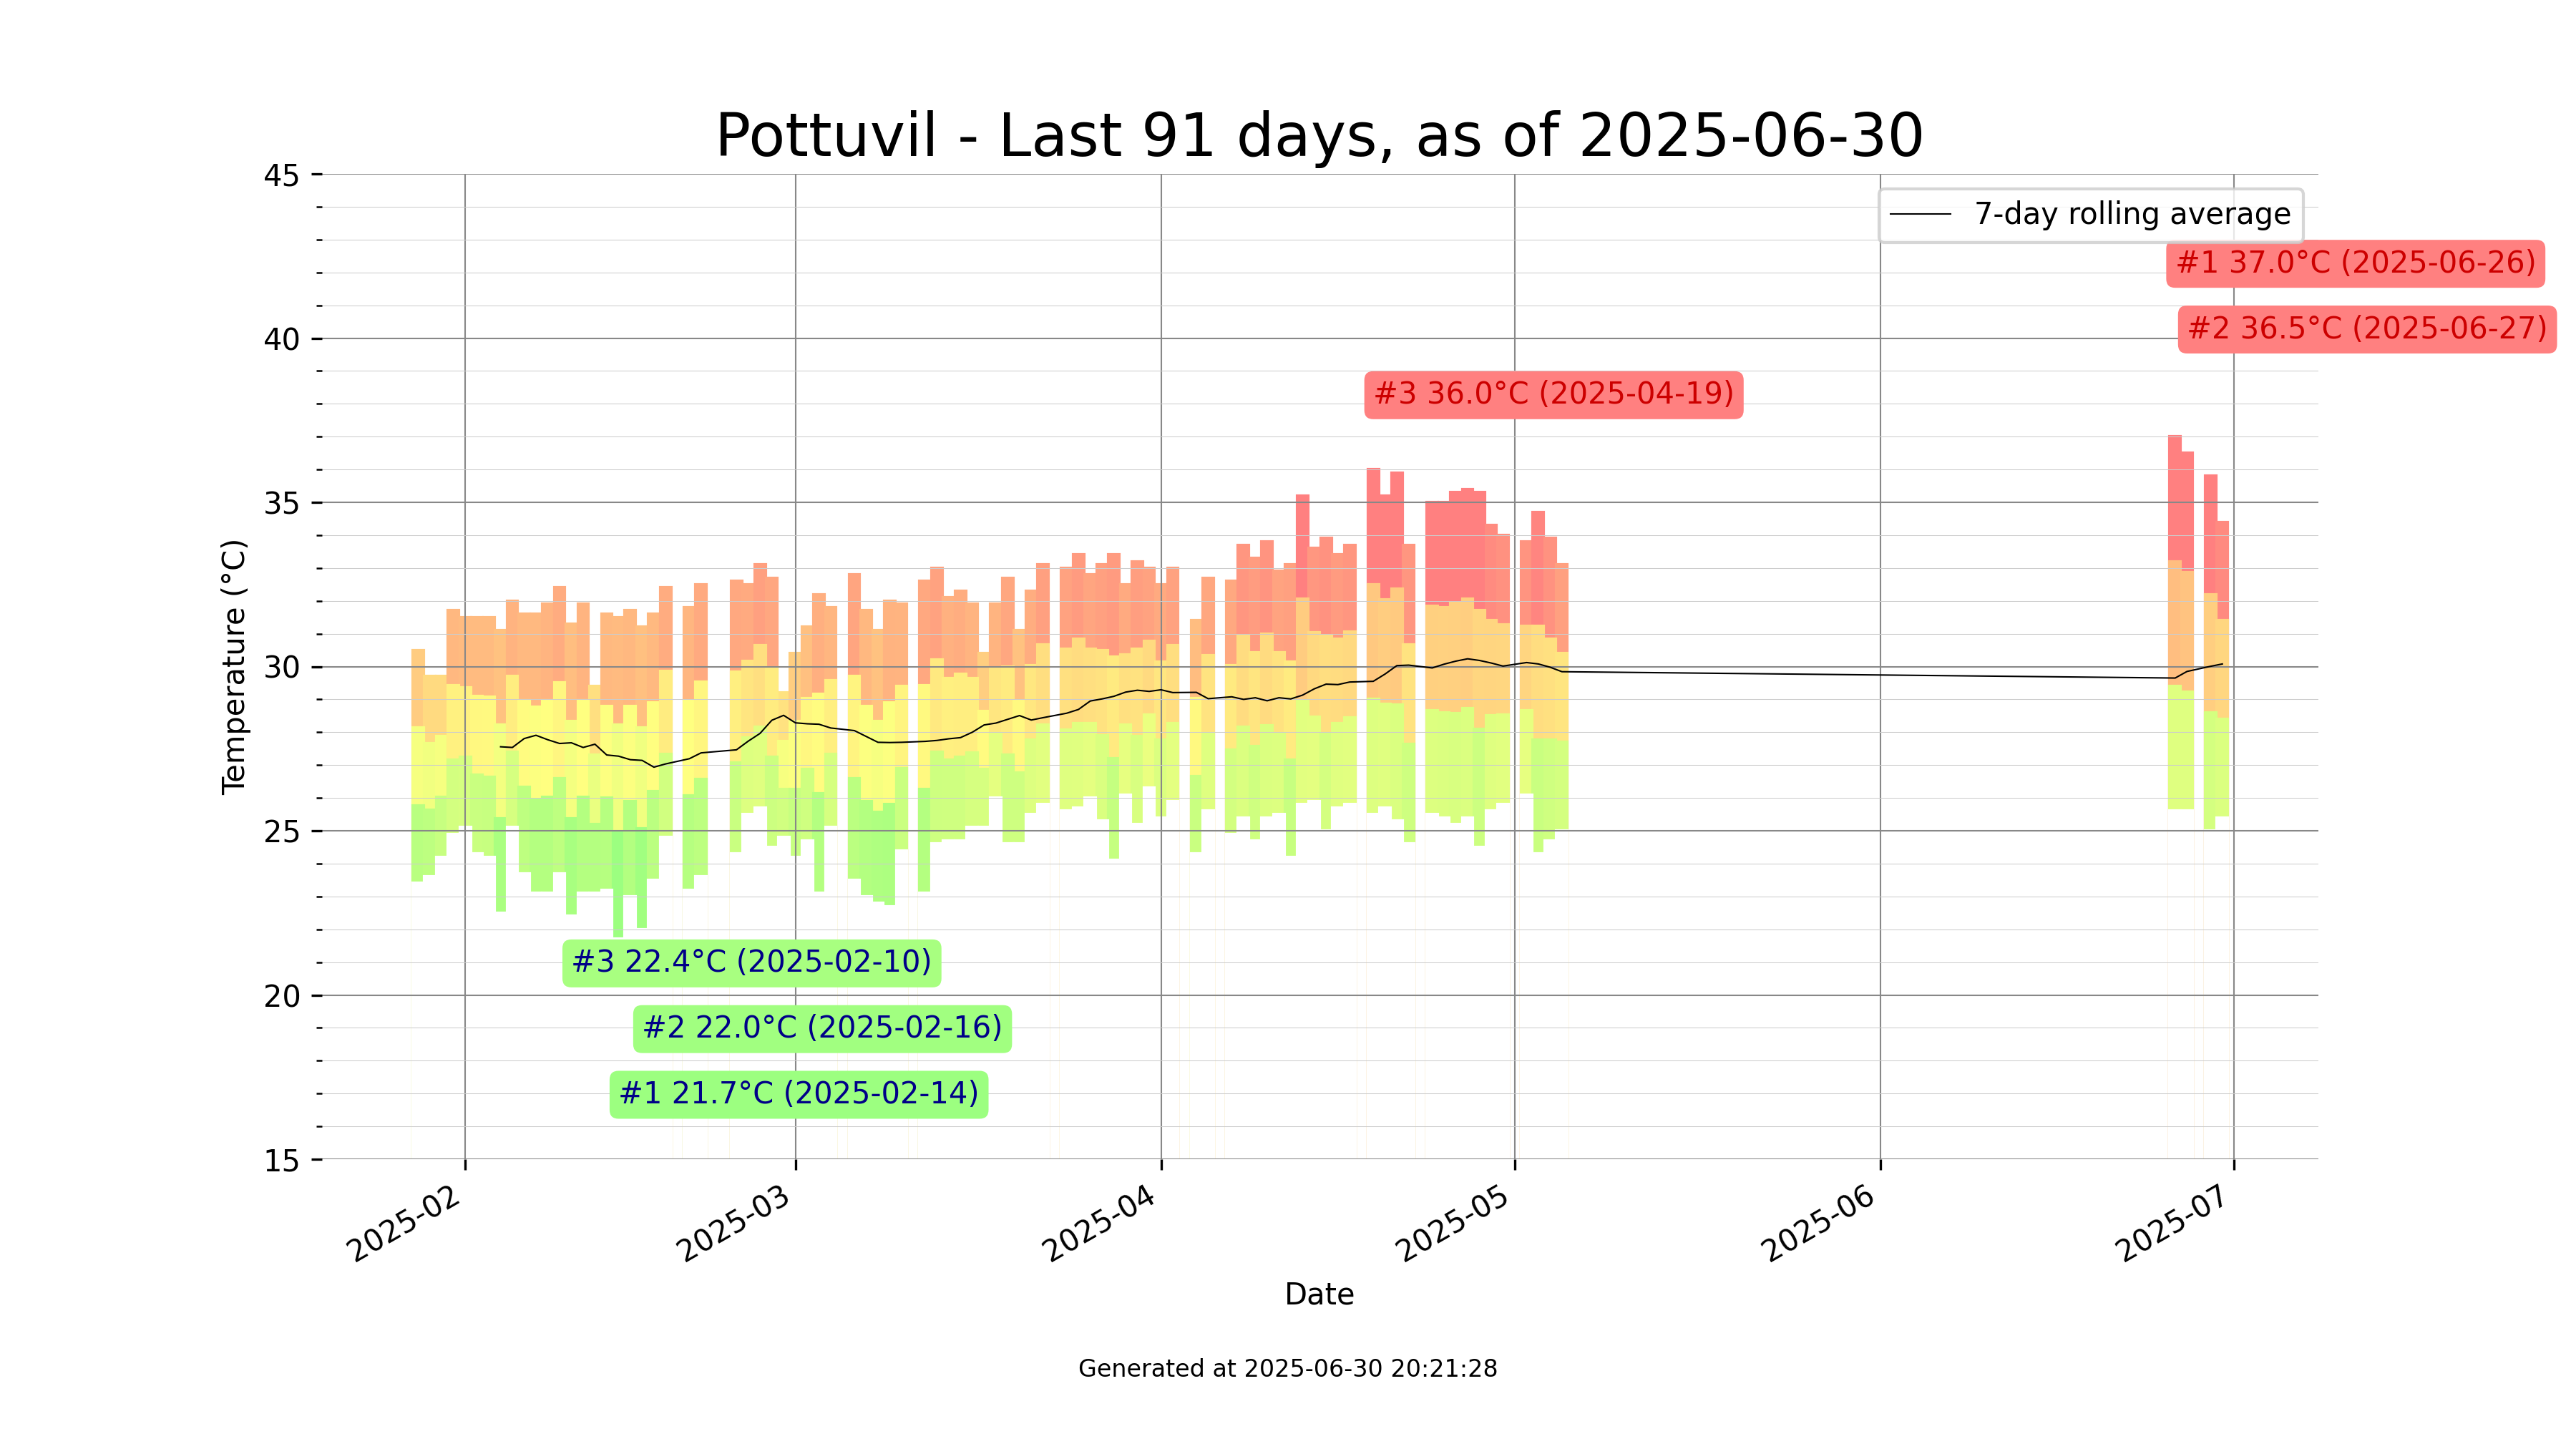 Pottuvil - Last 91 days, as of 2025-06-30
45
40
35
30
25
20
15
Temperature (°C)
7-day rolling average
#1 37.0°C (2025-06-26)
#2 36.5°C (2025-06-27)
#3 36.0°C (2025-04-19)
#3 22.4°C (2025-02-10)
#2 22.0°C (2025-02-16)
#1 21.7°C (2025-02-14)
2025-02
2025-03
2025-04
2025-05
2025-06
2025-07
Date
Generated at 2025-06-30 20:21:28